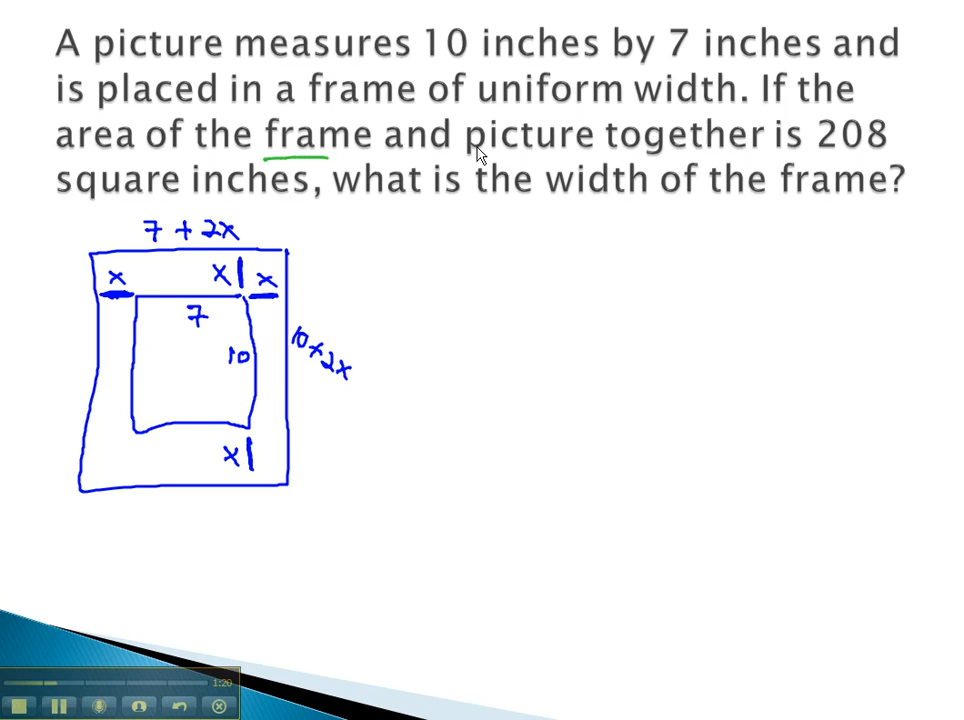 A picture measures 10 inches by 7 inches and
is placed in a frame of uniform width. If the
area of the frame and picture together is 208
square inches, what is the width of the frame?
7 + 2x
x
x
x
7
10
10+2x
x
1:20